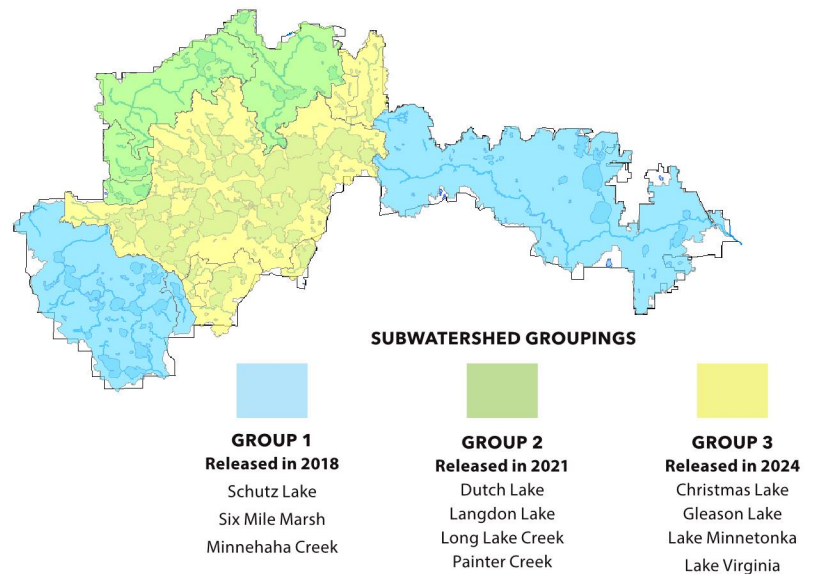 SUBWATERSHED GROUPINGS
GROUP 1
Released in 2018
Schutz Lake
Six Mile Marsh
Minnehaha Creek
GROUP 2
Released in 2021
Dutch Lake
Langdon Lake
Long Lake Creek
Painter Creek
GROUP 3
Released in 2024
Christmas Lake
Gleason Lake
Lake Minnetonka
Lake Virginia